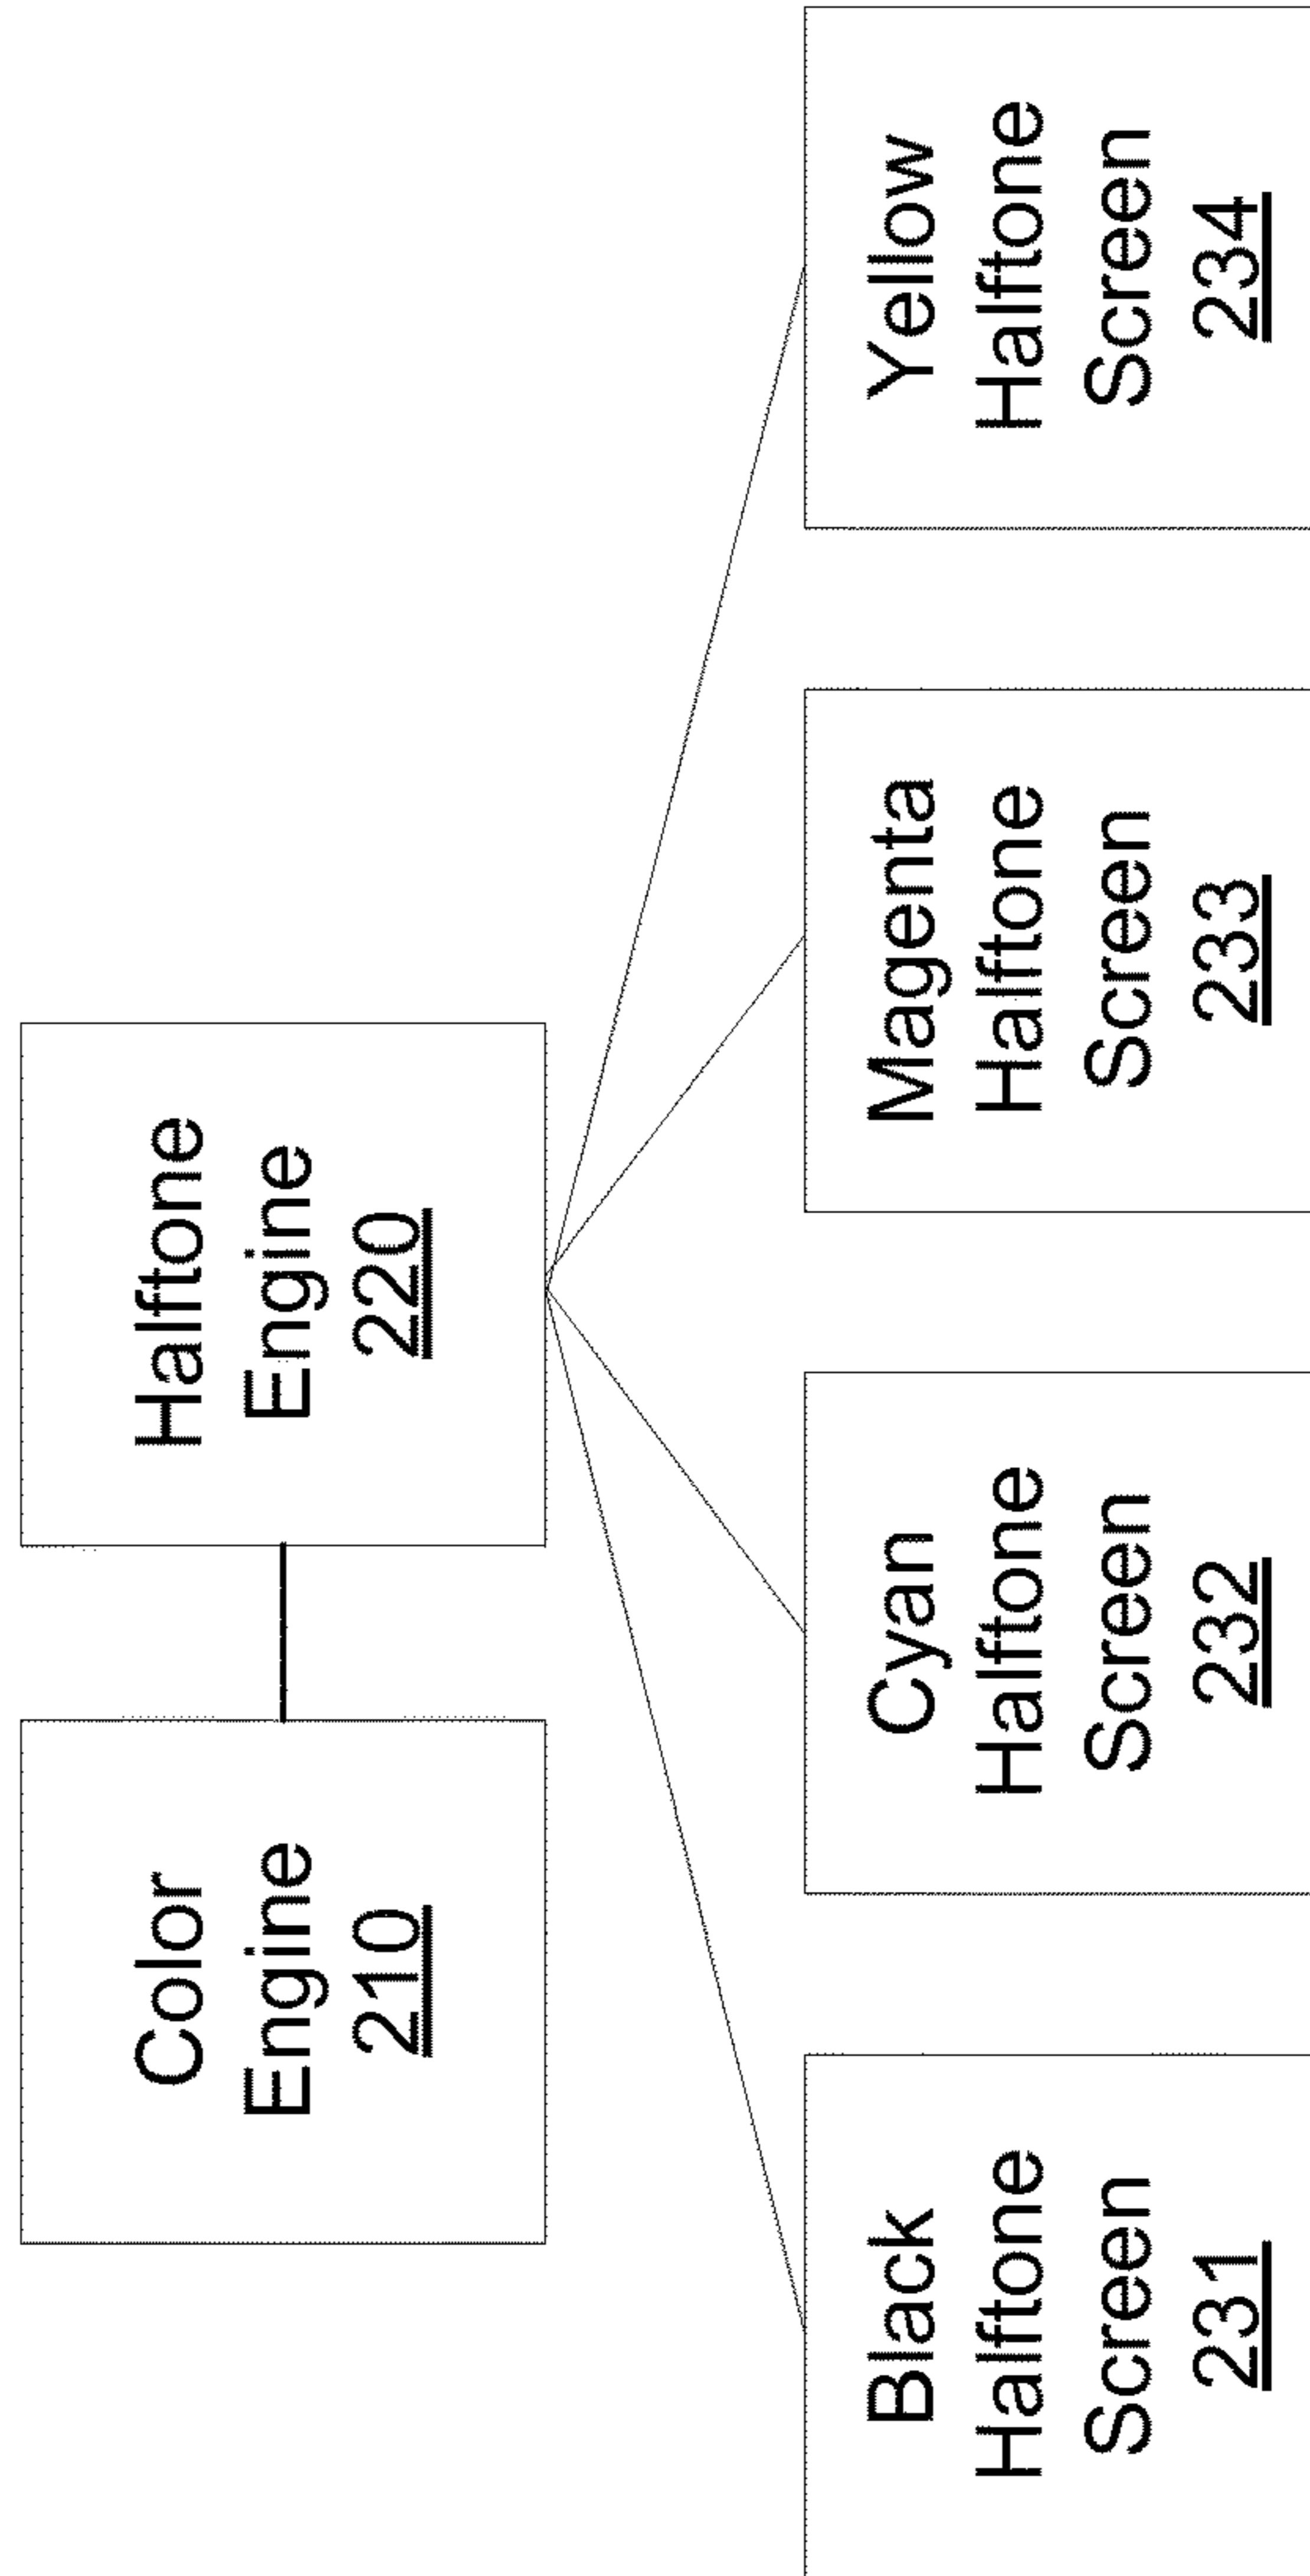 Color
Engine
210
Halftone
Engine
220
Black
Halftone
Screen
231
Cyan
Halftone
Screen
232
Magenta
Halftone
Screen
233
Yellow
Halftone
Screen
234